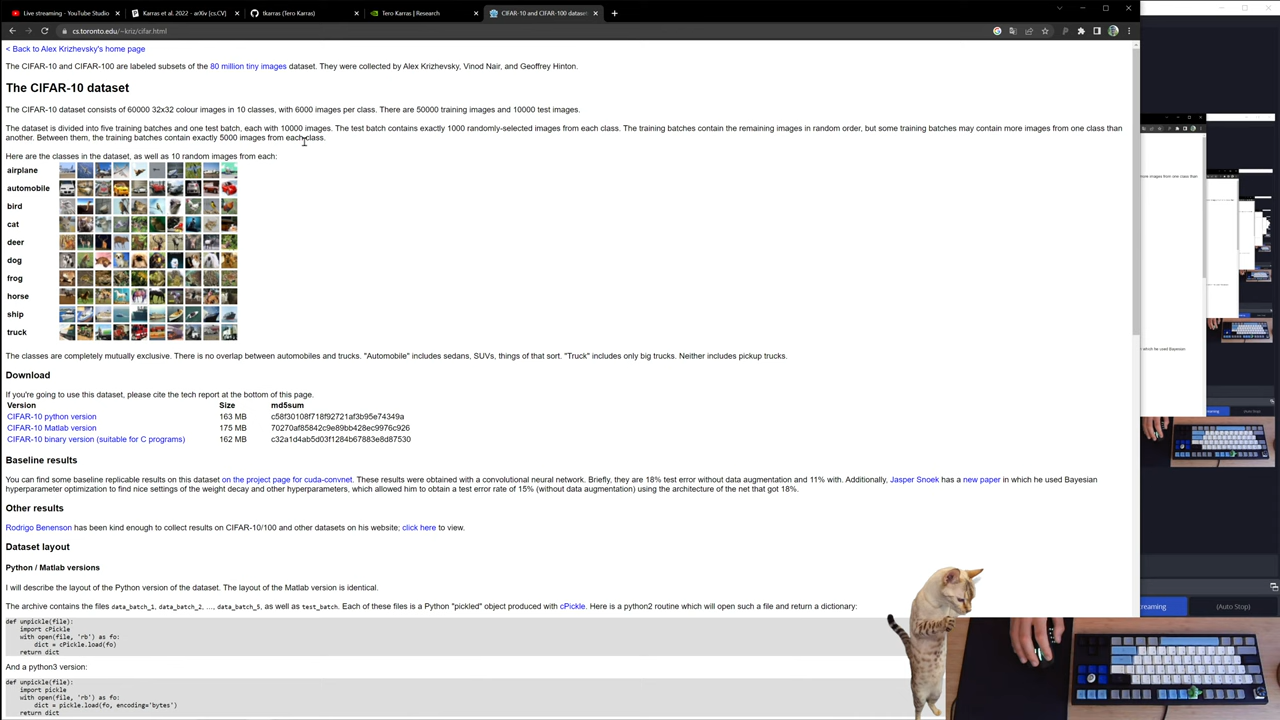 Live streaming - YouTube Studio
Karras et al. 2022 - arXiv [cs.CV]
tkarras (Tero Karras)
Tero Karras | Research
CIFAR-10 and CIFAR-100 datase
cs.toronto.edu/~kriz/cifar.html
< Back to Alex Krizhevsky's home page
The CIFAR-10 and CIFAR-100 are labeled subsets of the 80 million tiny images dataset. They were collected by Alex Krizhevsky, Vinod Nair, and Geoffrey Hinton.
The CIFAR-10 dataset
The CIFAR-10 dataset consists of 60000 32x32 colour images in 10 classes, with 6000 images per class. There are 50000 training images and 10000 test images.
The dataset is divided into five training batches and one test batch, each with 10000 images. The test batch contains exactly 1000 randomly-selected images from each class. The training batches contain the remaining images in random order, but some training batches may contain more images from one class than
another. Between them, the training batches contain exactly 5000 images from each class.
Here are the classes in the dataset, as well as 10 random images from each:
airplane
automobile
bird
cat
deer
dog
frog
horse
ship
truck
The classes are completely mutually exclusive. There is no overlap between automobiles and trucks. "Automobile" includes sedans, SUVs, things of that sort. "Truck" includes only big trucks. Neither includes pickup trucks.
Download
If you're going to use this dataset, please cite the tech report at the bottom of this page.
Version Size md5sum
CIFAR-10 python version 163 MB c58f30108f718f92721af3b95e74349a
CIFAR-10 Matlab version 175 MB 70270af85842c9e89bb428ec9976c926
CIFAR-10 binary version (suitable for C programs) 162 MB c32a1d4ab5d03f1284b67883e8d87530
Baseline results
You can find some baseline replicable results on this dataset on the project page for cuda-convnet. These results were obtained with a convolutional neural network. Briefly, they are 18% test error without data augmentation and 11% with. Additionally, Jasper Snoek has a new paper in which he used Bayesian
hyperparameter optimization to find nice settings of the weight decay and other hyperparameters, which allowed him to obtain a test error rate of 15% (without data augmentation) using the architecture of the net that got 18%.
Other results
Rodrigo Benenson has been kind enough to collect results on CIFAR-10/100 and other datasets on his website; click here to view.
Dataset layout
Python / Matlab versions
I will describe the layout of the Python version of the dataset. The layout of the Matlab version is identical.
The archive contains the files data_batch_1, data_batch_2, ..., data_batch_5, as well as test_batch. Each of these files is a Python "pickled" object produced with cPickle. Here is a python2 routine which will open such a file and return a dictionary:
def unpickle(file):
import cPickle
with open(file, 'rb') as fo:
dict = cPickle.load(fo)
return dict
And a python3 version:
def unpickle(file):
import pickle
with open(file, 'rb') as fo:
dict = pickle.load(fo, encoding='bytes')
return dict
more images from one class than
which he used Bayesian
reaming
(Auto Stop)